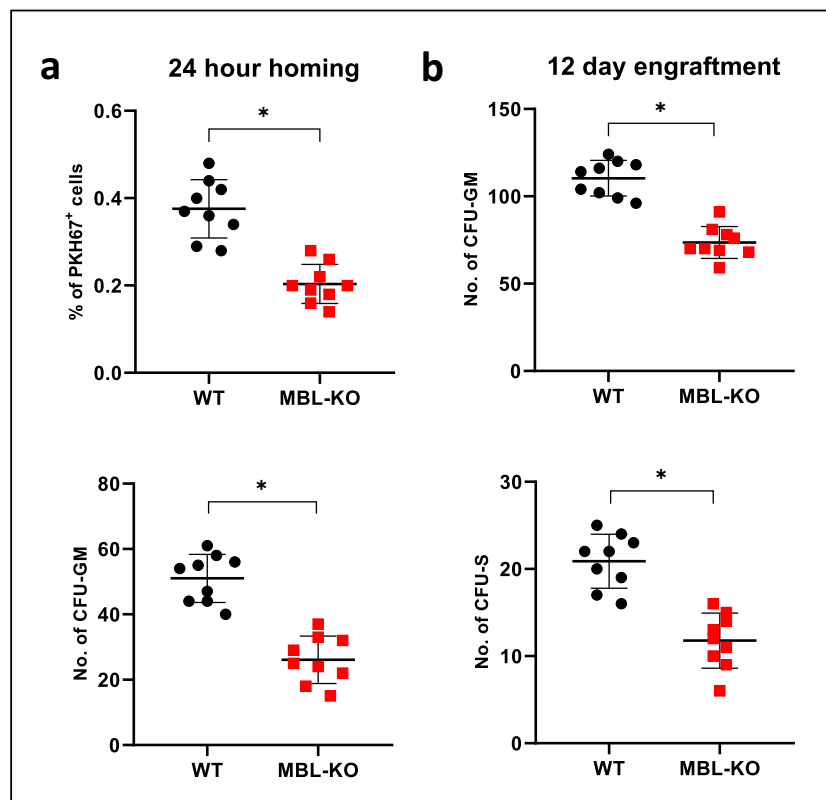 a 24 hour homing
b 12 day engraftment
% of PKH67⁺ cells
0.6
0.4
0.2
0.0
*
WT MBL-KO
No. of CFU-GM
150
100
50
0
*
WT MBL-KO
No. of CFU-GM
80
60
40
20
0
*
WT MBL-KO
No. of CFU-S
30
20
10
0
*
WT MBL-KO